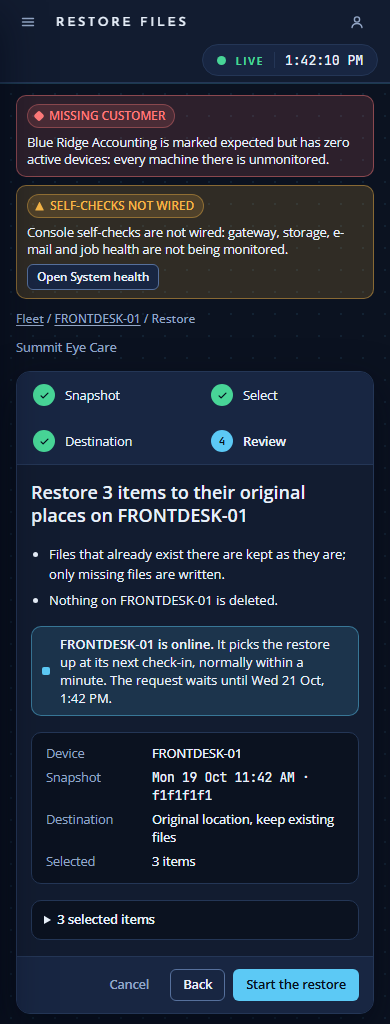 RESTORE FILES
LIVE 1:42:10 PM
MISSING CUSTOMER
Blue Ridge Accounting is marked expected but has zero
active devices: every machine there is unmonitored.
SELF-CHECKS NOT WIRED
Console self-checks are not wired: gateway, storage, e-
mail and job health are not being monitored.
Open System health
Fleet / FRONTDESK-01 / Restore
Summit Eye Care
Snapshot
Select
Destination
4 Review
Restore 3 items to their original
places on FRONTDESK-01
• Files that already exist there are kept as they are;
only missing files are written.
• Nothing on FRONTDESK-01 is deleted.
FRONTDESK-01 is online. It picks the restore
up at its next check-in, normally within a
minute. The request waits until Wed 21 Oct,
1:42 PM.
Device FRONTDESK-01
Snapshot Mon 19 Oct 11:42 AM ·
f1f1f1f1
Destination Original location, keep existing
files
Selected 3 items
3 selected items
Cancel Back Start the restore